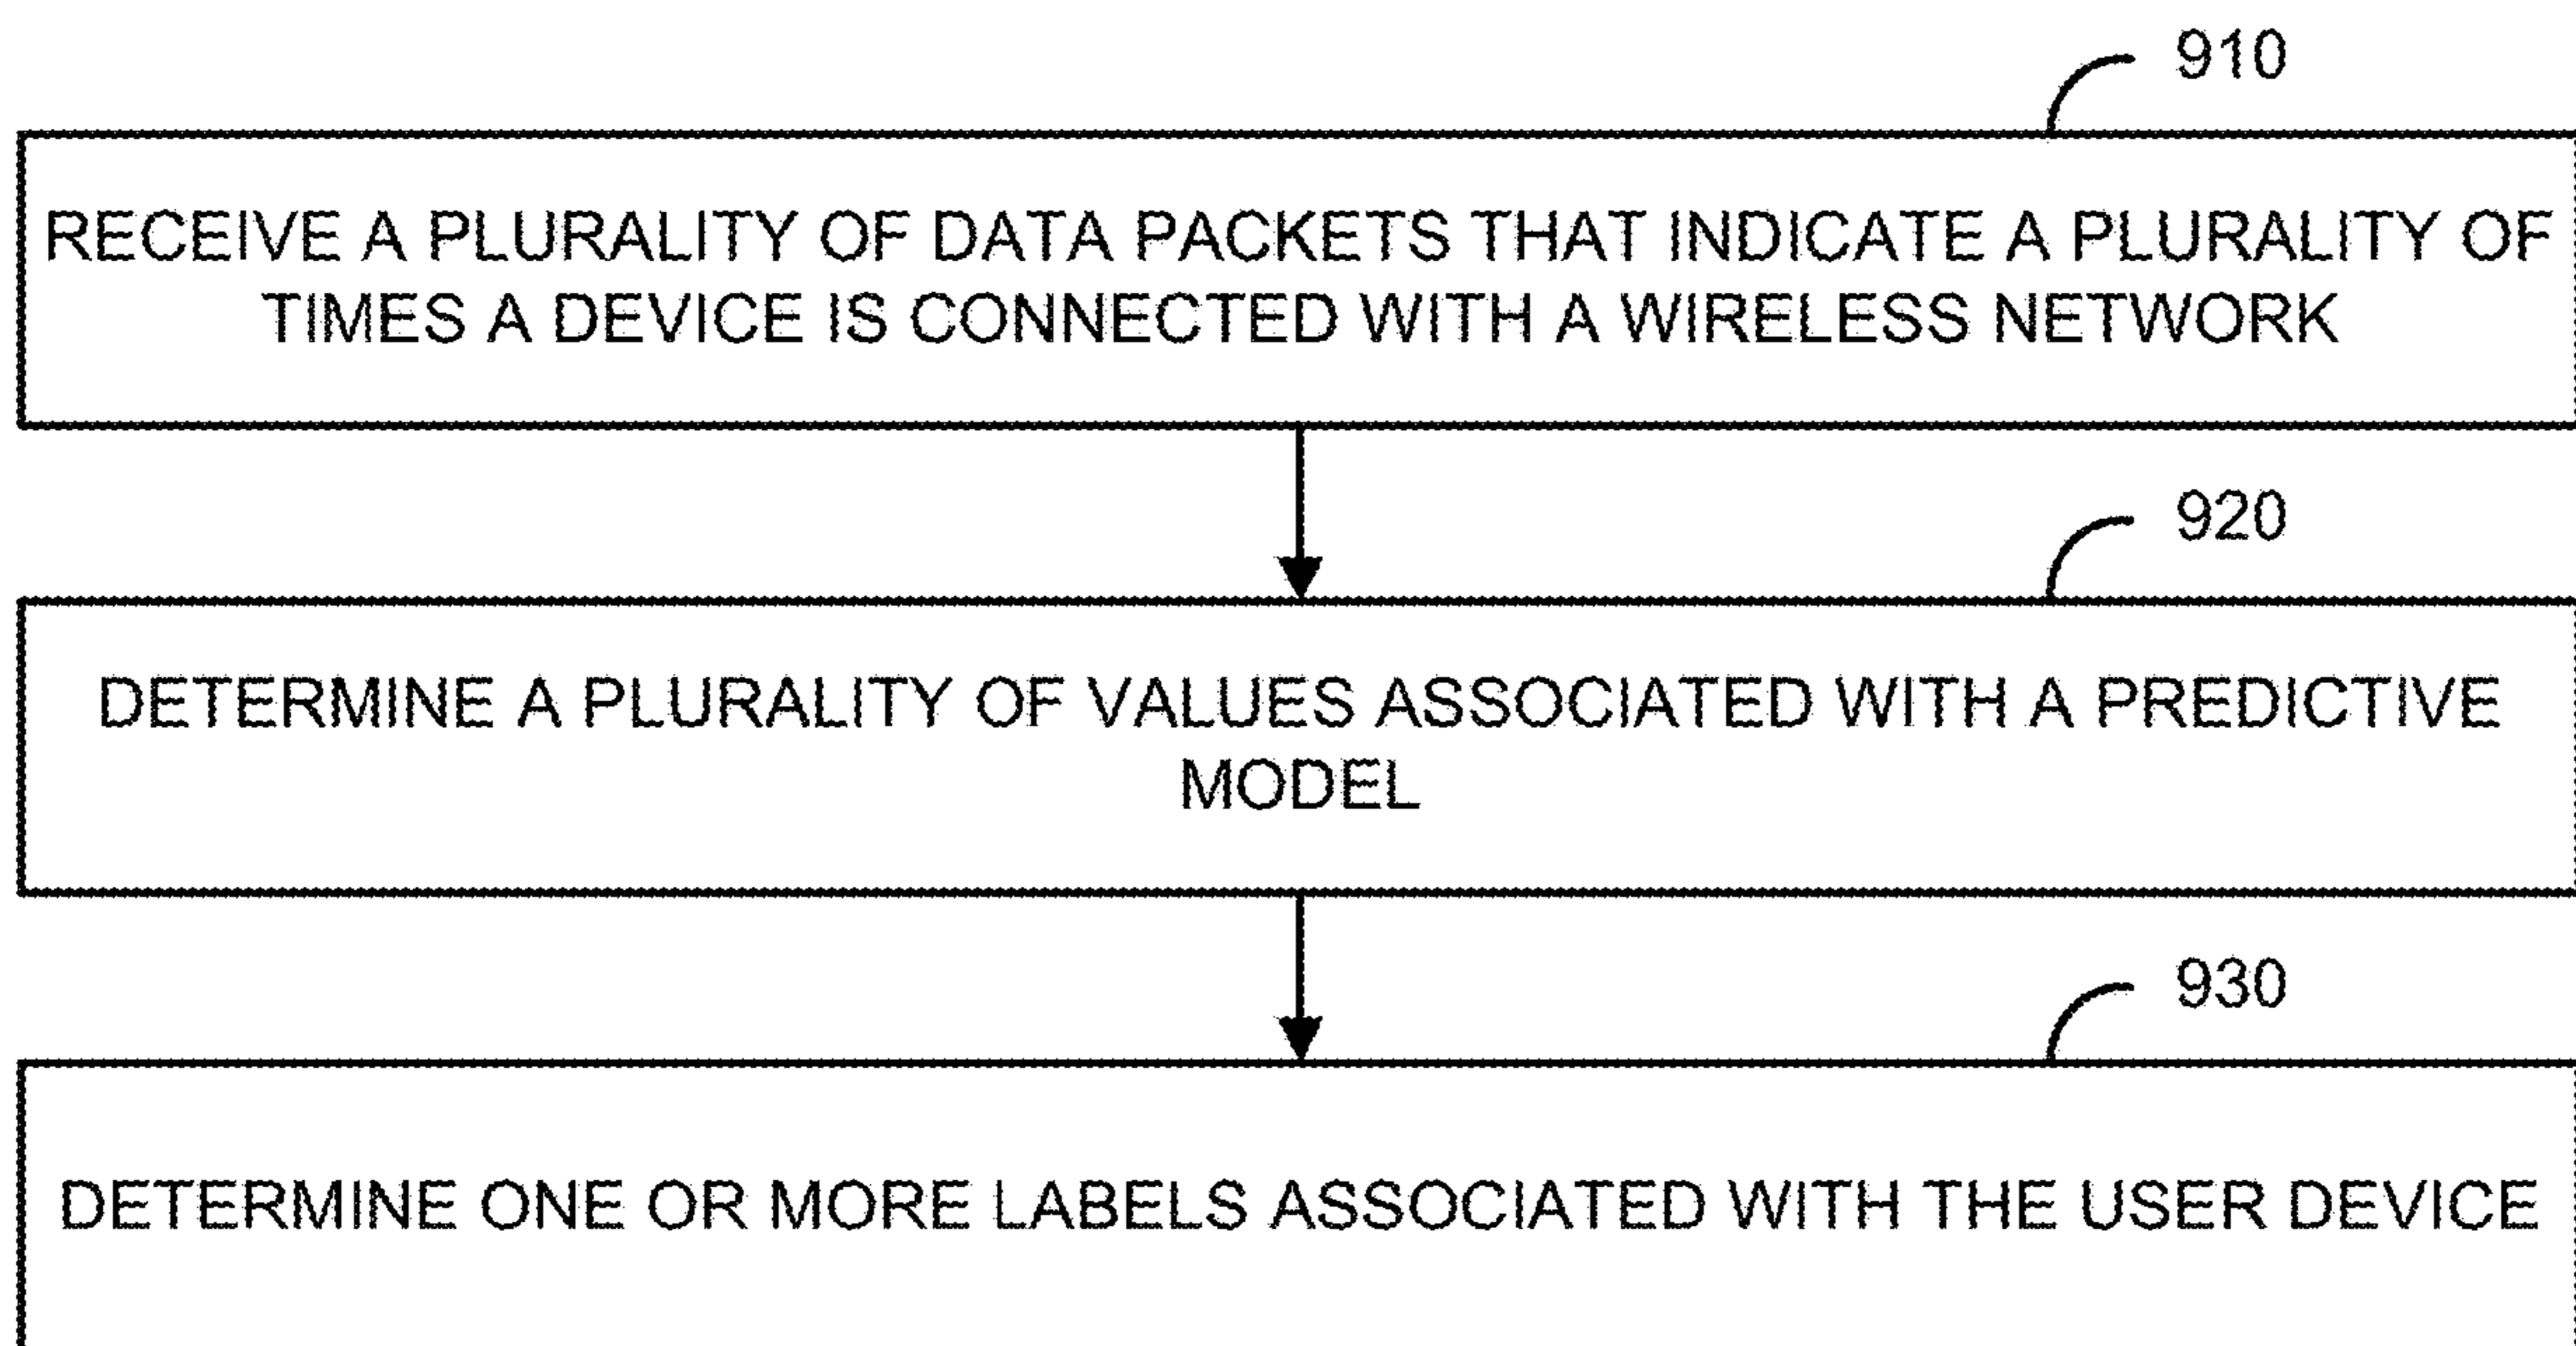 910
RECEIVE A PLURALITY OF DATA PACKETS THAT INDICATE A PLURALITY OF
TIMES A DEVICE IS CONNECTED WITH A WIRELESS NETWORK
920
DETERMINE A PLURALITY OF VALUES ASSOCIATED WITH A PREDICTIVE
MODEL
930
DETERMINE ONE OR MORE LABELS ASSOCIATED WITH THE USER DEVICE